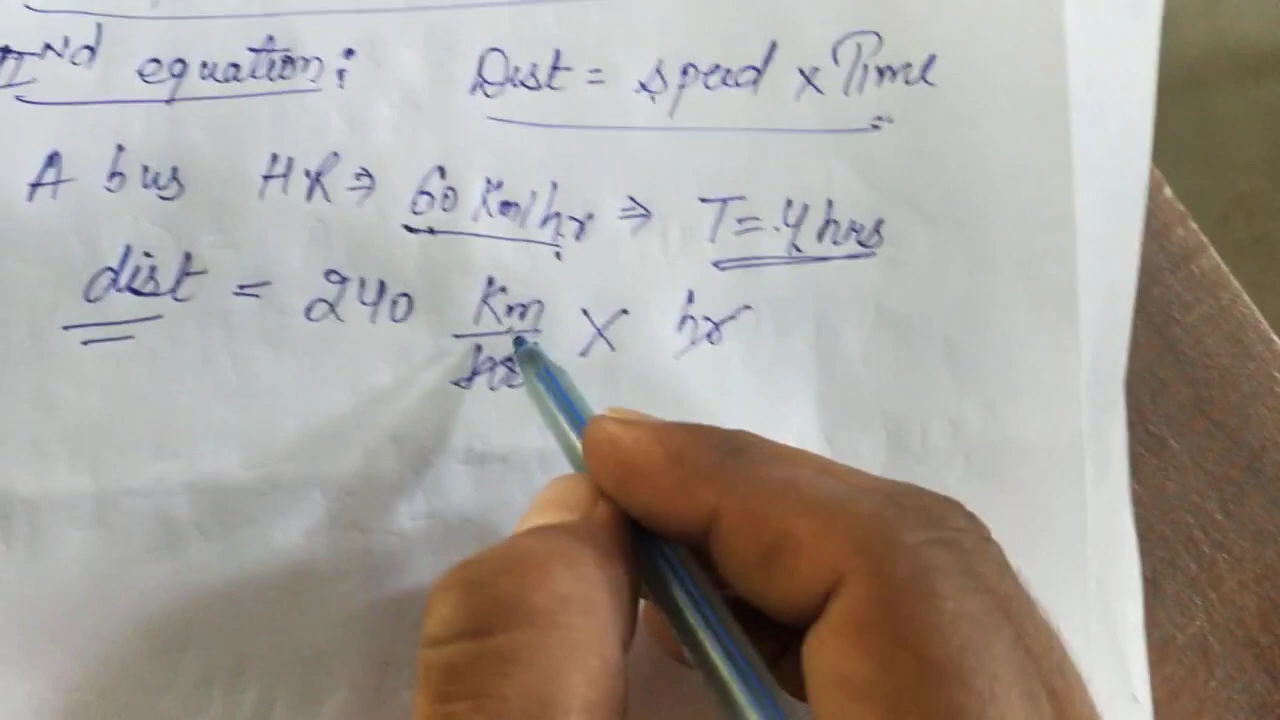 IInd equation: Dist = speed × Time
A bus HR ⇒ 60 Km/hr ⇒ T = 4 hrs
dist = 240 Km/hr × hr